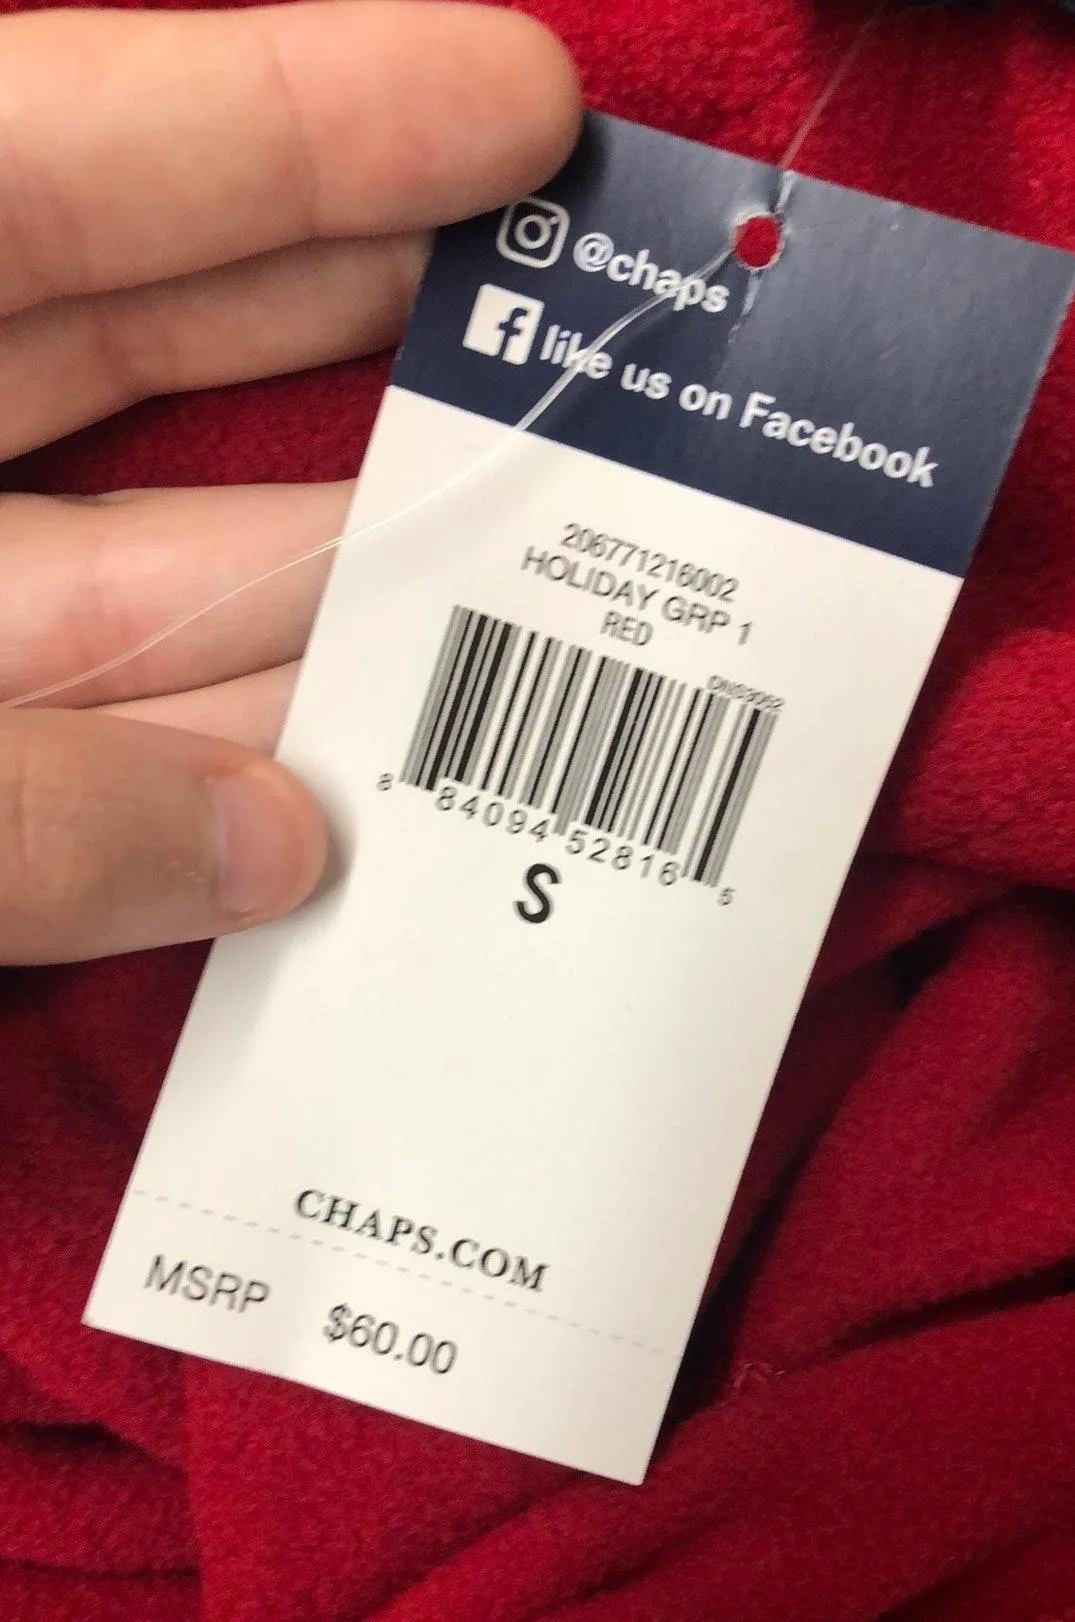 @chaps
like us on Facebook
206771216002
HOLIDAY GRP 1
RED
8 84094 52816 5
S
CHAPS.COM
MSRP $60.00